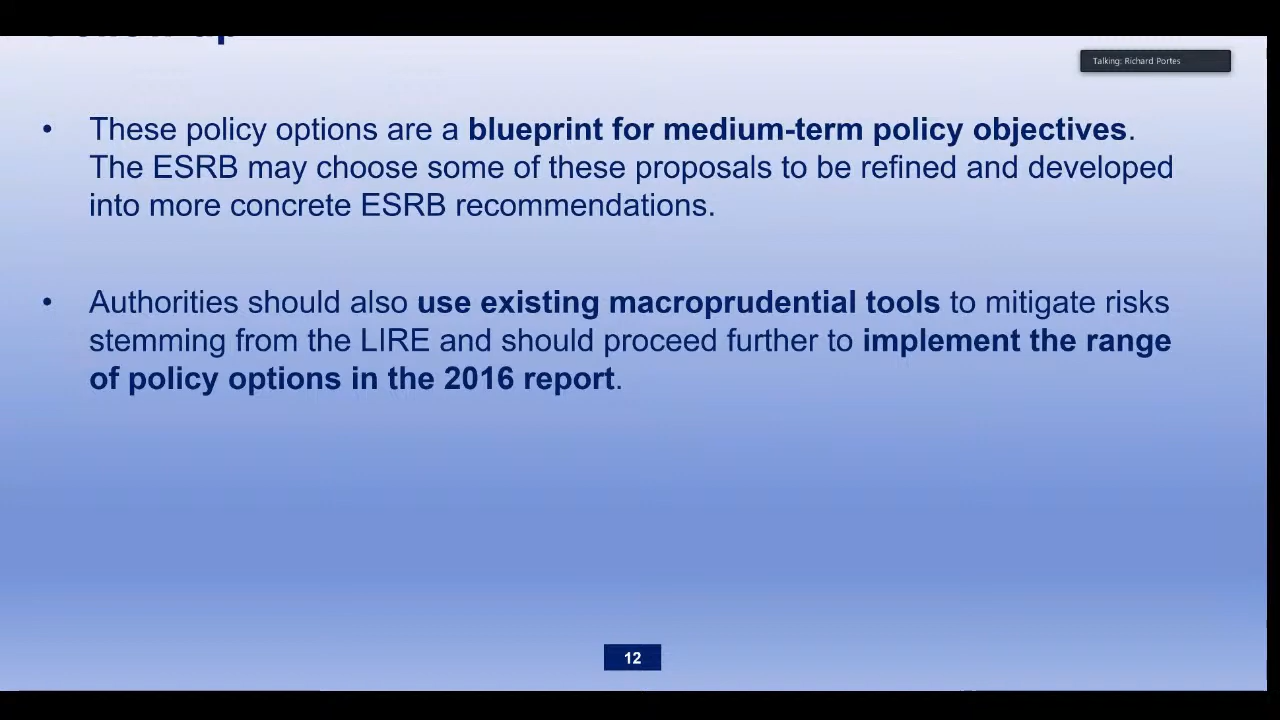 Talking: Richard Portes
• These policy options are a blueprint for medium-term policy objectives.
The ESRB may choose some of these proposals to be refined and developed
into more concrete ESRB recommendations.
• Authorities should also use existing macroprudential tools to mitigate risks
stemming from the LIRE and should proceed further to implement the range
of policy options in the 2016 report.
12